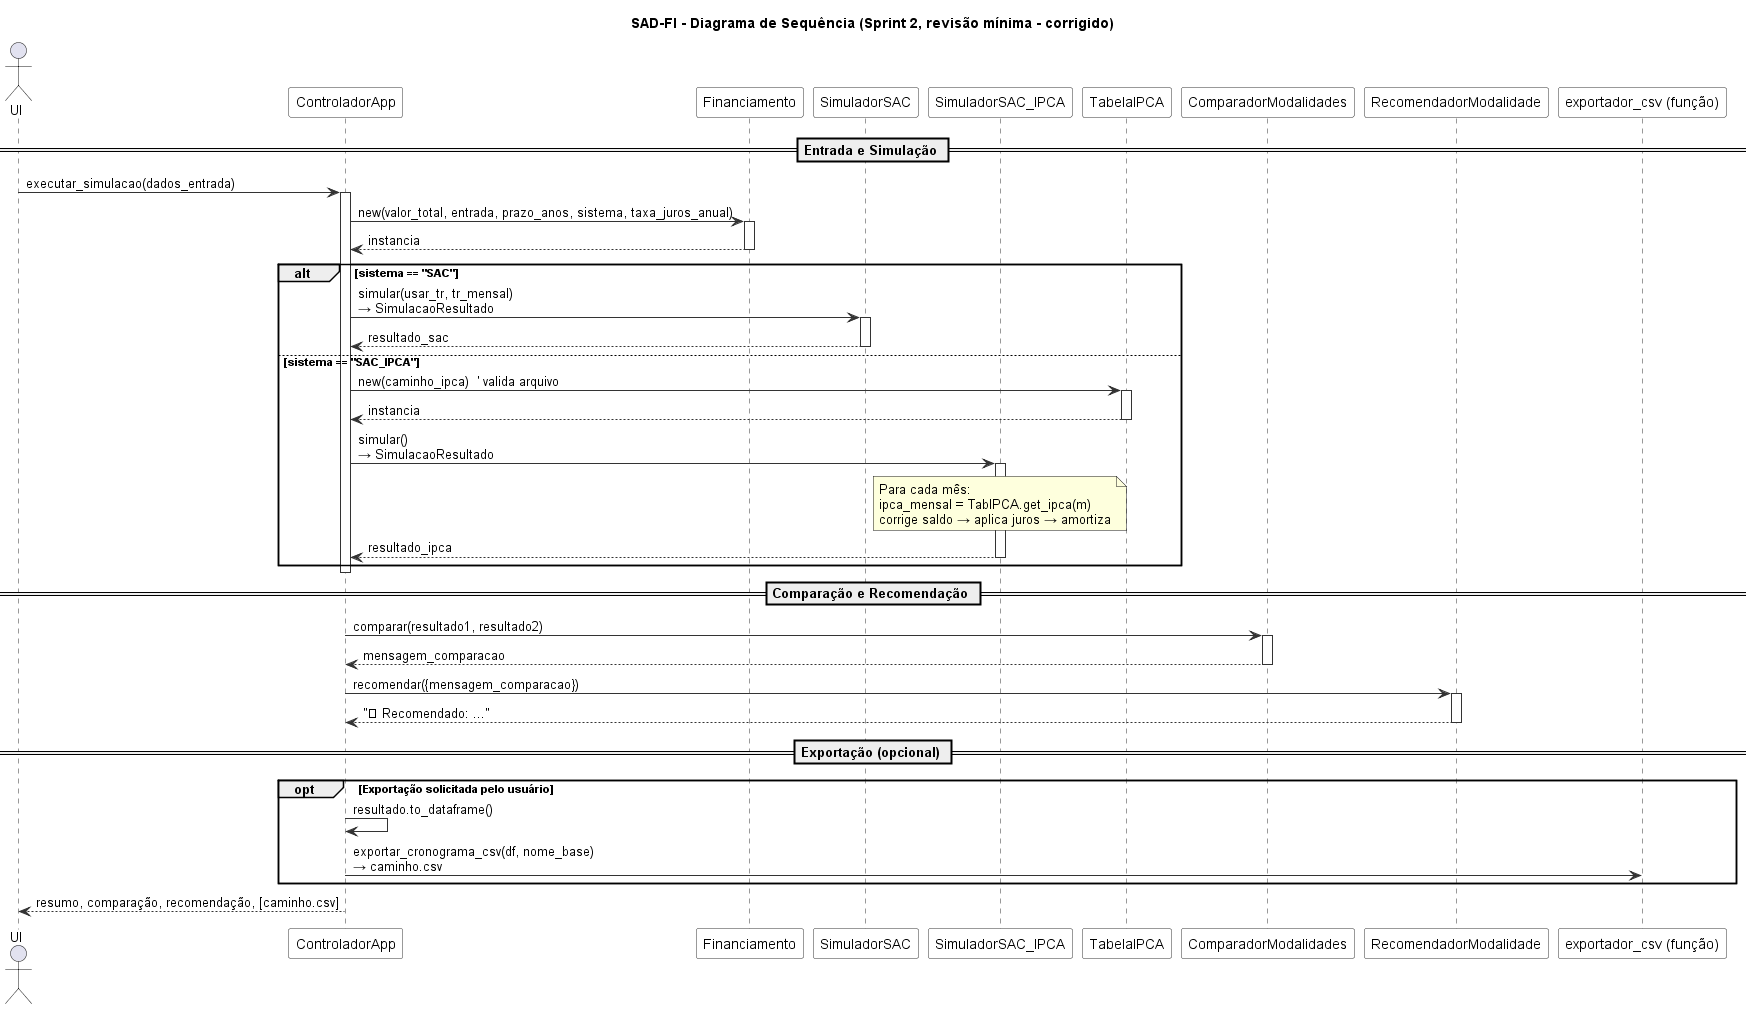 SAD-FI - Diagrama de Sequência (Sprint 2, revisão mínima - corrigido)
UI
ControladorApp
Financiamento
SimuladorSAC
SimuladorSAC_IPCA
TabelaIPCA
ComparadorModalidades
RecomendadorModalidade
exportador_csv (função)
Entrada e Simulação
executar_simulacao(dados_entrada)
new(valor_total, entrada, prazo_anos, sistema, taxa_juros_anual)
instancia
alt
[sistema == "SAC"]
simular(usar_tr, tr_mensal)
→ SimulacaoResultado
resultado_sac
[sistema == "SAC_IPCA"]
new(caminho_ipca)  ' valida arquivo
instancia
simular()
→ SimulacaoResultado
Para cada mês:
ipca_mensal = TabIPCA.get_ipca(m)
corrige saldo → aplica juros → amortiza
resultado_ipca
Comparação e Recomendação
comparar(resultado1, resultado2)
mensagem_comparacao
recomendar({mensagem_comparacao})
"▯ Recomendado: ..."
Exportação (opcional)
opt
[Exportação solicitada pelo usuário]
resultado.to_dataframe()
exportar_cronograma_csv(df, nome_base)
→ caminho.csv
resumo, comparação, recomendação, [caminho.csv]
UI
ControladorApp
Financiamento
SimuladorSAC
SimuladorSAC_IPCA
TabelaIPCA
ComparadorModalidades
RecomendadorModalidade
exportador_csv (função)